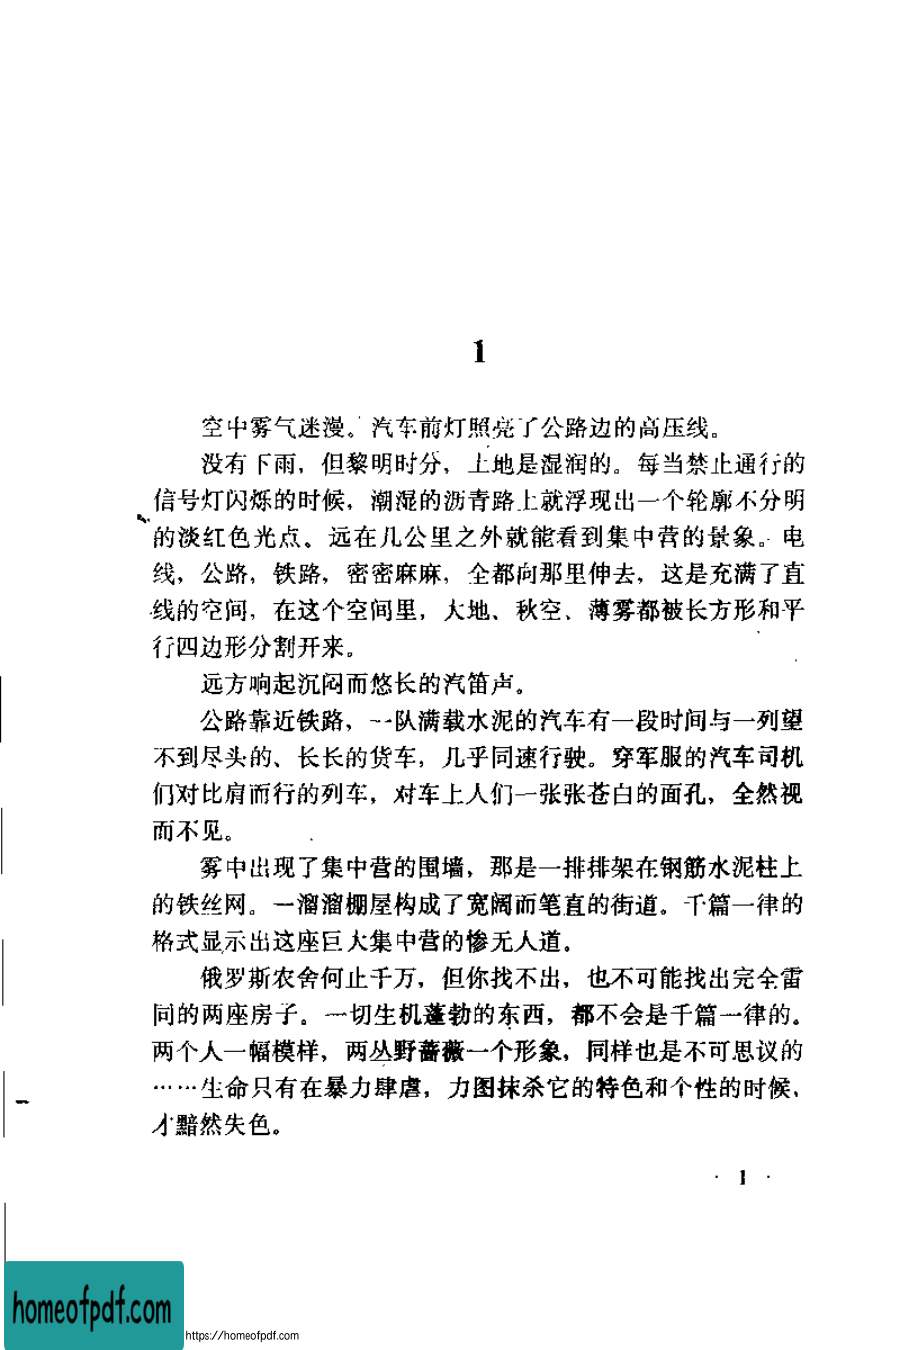 1
空中雾气迷漫。汽车前灯照亮了公路边的高压线。
没有下雨，但黎明时分，土地是湿润的。每当禁止通行的
信号灯闪烁的时候，潮湿的沥青路上就浮现出一个轮廓不分明
的淡红色光点。远在几公里之外就能看到集中营的景象。电
线，公路，铁路，密密麻麻，全都向那里伸去，这是充满了直
线的空间，在这个空间里，大地、秋空、薄雾都被长方形和平
行四边形分割开来。
远方响起沉闷而悠长的汽笛声。
公路靠近铁路，一队满载水泥的汽车有一段时间与一列望
不到尽头的、长长的货车，几乎同速行驶。穿军服的汽车司机
们对比肩而行的列车，对车上人们一张张苍白的面孔，全然视
而不见。
雾中出现了集中营的围墙，那是一排排架在钢筋水泥柱上
的铁丝网。一溜溜棚屋构成了宽阔而笔直的街道。千篇一律的
格式显示出这座巨大集中营的惨无人道。
俄罗斯农舍何止千万，但你找不出，也不可能找出完全雷
同的两座房子。一切生机蓬勃的东西，都不会是千篇一律的。
两个人一幅模样，两丛野蔷薇一个形象，同样也是不可思议的
……生命只有在暴力肆虐，力图抹杀它的特色和个性的时候，
才黯然失色。
· 1 ·
homeofpdf.com
https://homeofpdf.com